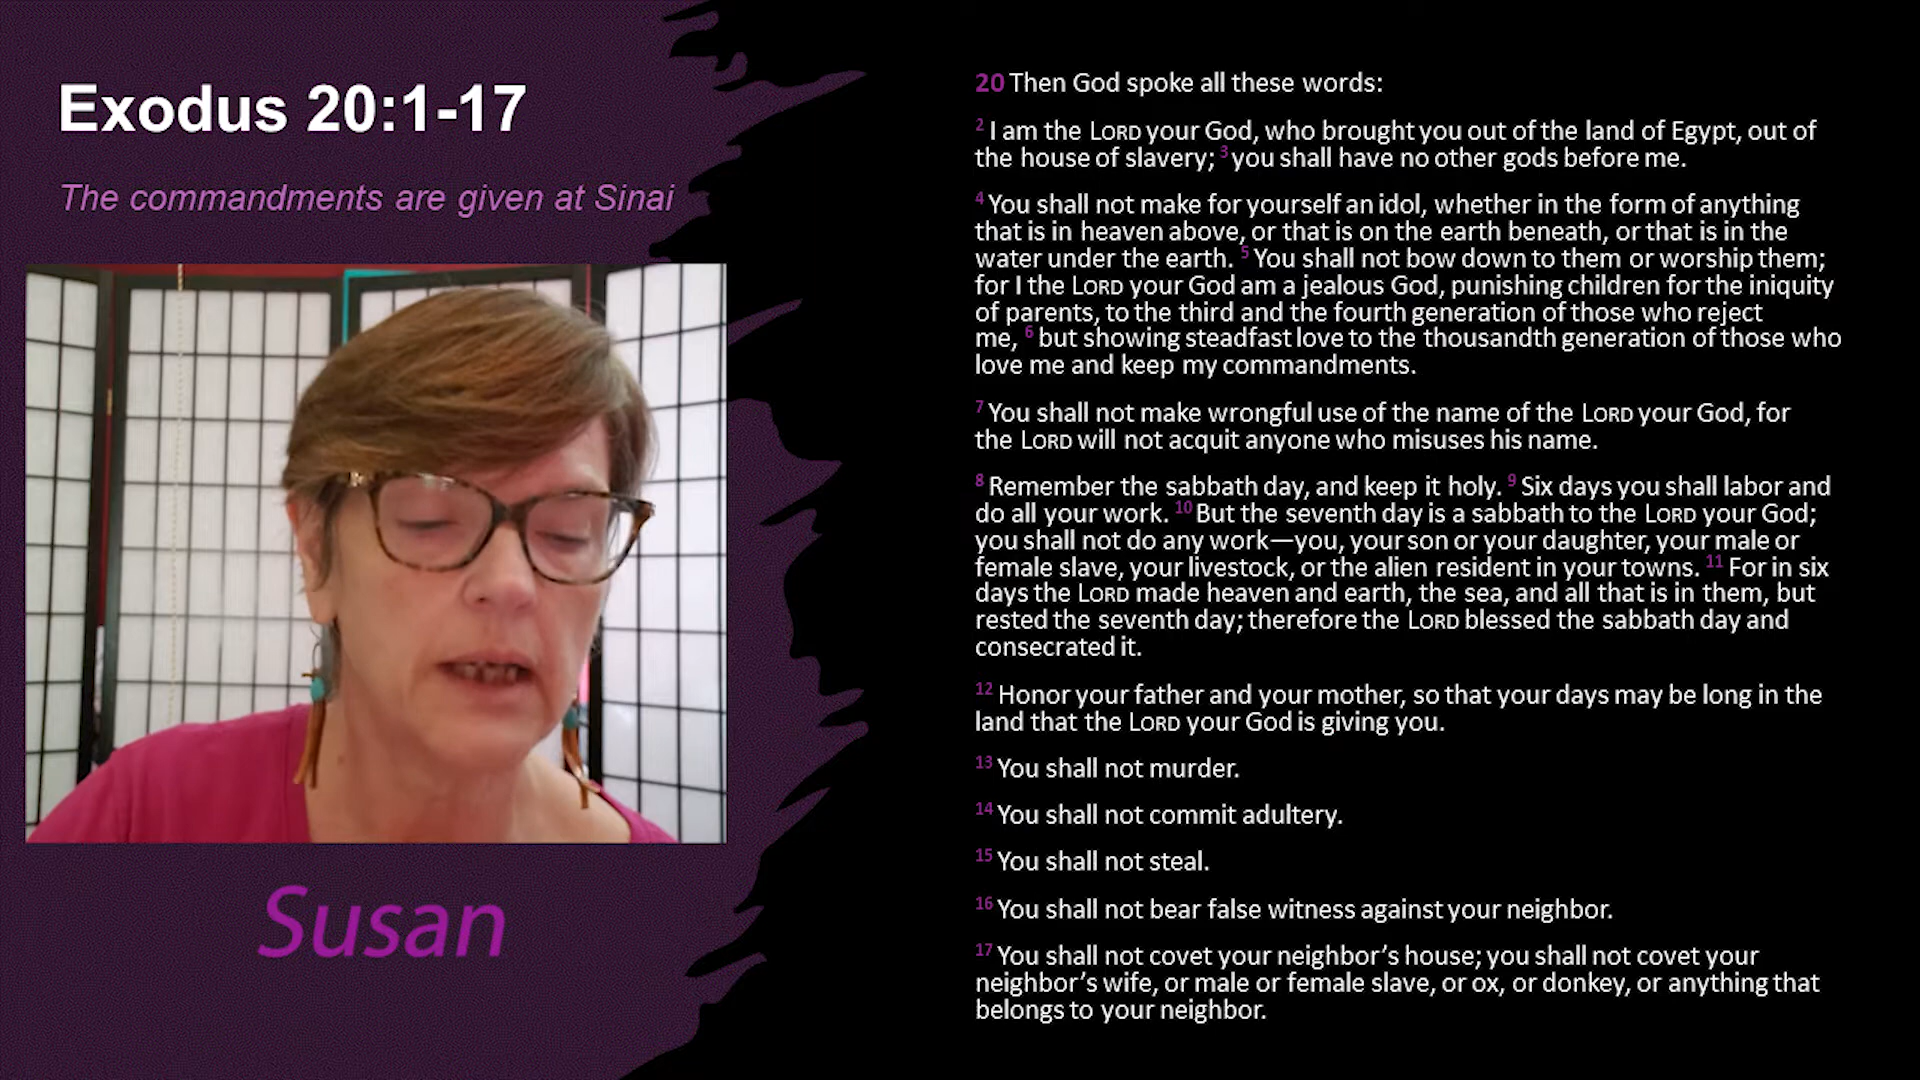 Exodus 20:1-17
The commandments are given at Sinai
Susan
20 Then God spoke all these words:
2 I am the LORD your God, who brought you out of the land of Egypt, out of
the house of slavery; 3 you shall have no other gods before me.
4 You shall not make for yourself an idol, whether in the form of anything
that is in heaven above, or that is on the earth beneath, or that is in the
water under the earth. 5 You shall not bow down to them or worship them;
for I the LORD your God am a jealous God, punishing children for the iniquity
of parents, to the third and the fourth generation of those who reject
me, 6 but showing steadfast love to the thousandth generation of those who
love me and keep my commandments.
7 You shall not make wrongful use of the name of the LORD your God, for
the LORD will not acquit anyone who misuses his name.
8 Remember the sabbath day, and keep it holy. 9 Six days you shall labor and
do all your work. 10 But the seventh day is a sabbath to the LORD your God;
you shall not do any work—you, your son or your daughter, your male or
female slave, your livestock, or the alien resident in your towns. 11 For in six
days the LORD made heaven and earth, the sea, and all that is in them, but
rested the seventh day; therefore the LORD blessed the sabbath day and
consecrated it.
12 Honor your father and your mother, so that your days may be long in the
land that the LORD your God is giving you.
13 You shall not murder.
14 You shall not commit adultery.
15 You shall not steal.
16 You shall not bear false witness against your neighbor.
17 You shall not covet your neighbor’s house; you shall not covet your
neighbor’s wife, or male or female slave, or ox, or donkey, or anything that
belongs to your neighbor.